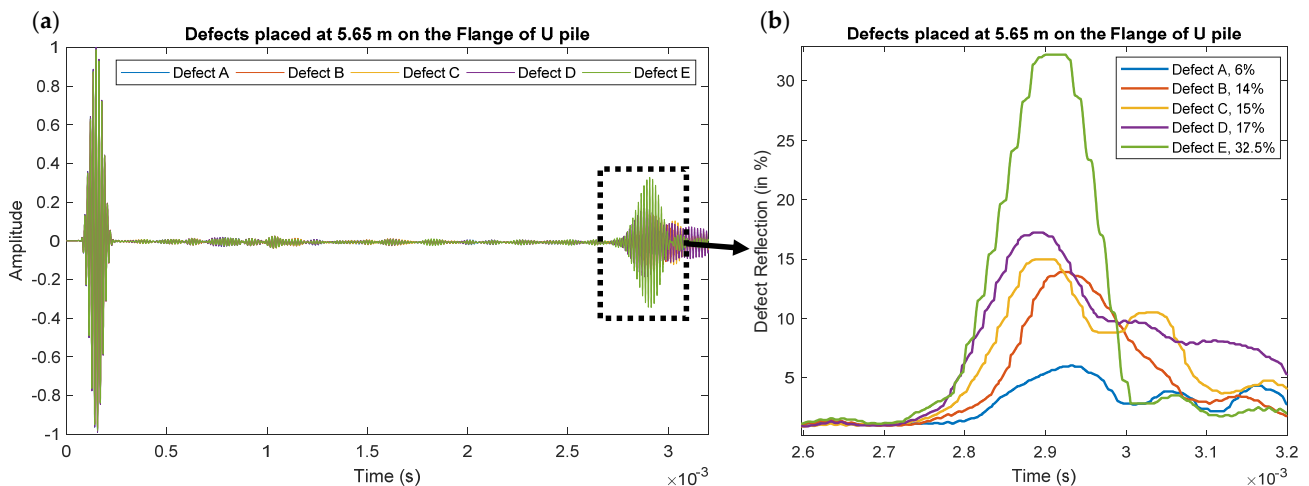 (a)
Defects placed at 5.65 m on the Flange of U pile
Defect A Defect B Defect C Defect D Defect E
Amplitude
1
0.8
0.6
0.4
0.2
0
-0.2
-0.4
-0.6
-0.8
-1
0 0.5 1 1.5 2 2.5 3
Time (s)
×10⁻³
(b)
Defects placed at 5.65 m on the Flange of U pile
Defect A, 6%
Defect B, 14%
Defect C, 15%
Defect D, 17%
Defect E, 32.5%
Defect Reflection (in %)
30
25
20
15
10
5
2.6 2.7 2.8 2.9 3 3.1 3.2
Time (s)
×10⁻³